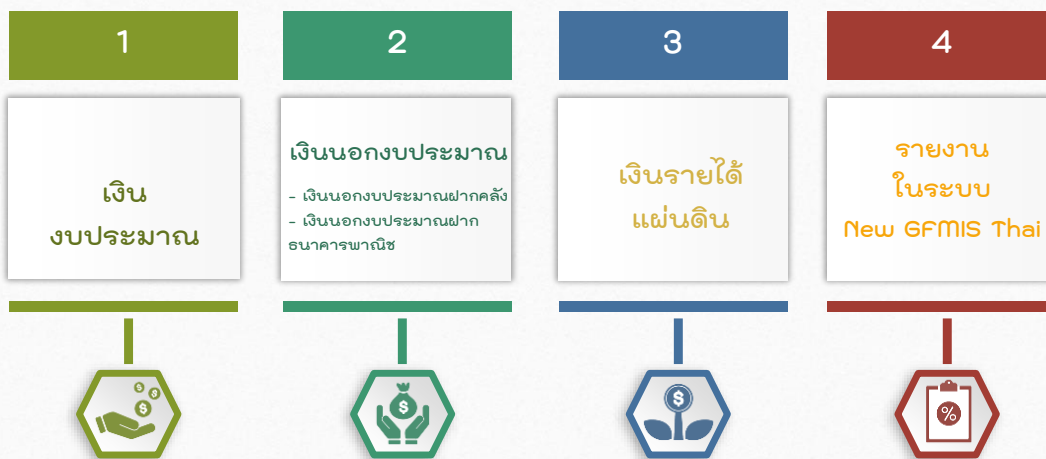 1
เงิน
งบประมาณ
2
เงินนอกงบประมาณ
- เงินนอกงบประมาณฝากคลัง
- เงินนอกงบประมาณฝาก
ธนาคารพาณิช
3
เงินรายได้
แผ่นดิน
4
รายงาน
ในระบบ
New GFMIS Thai
$
$
$
$
$
%